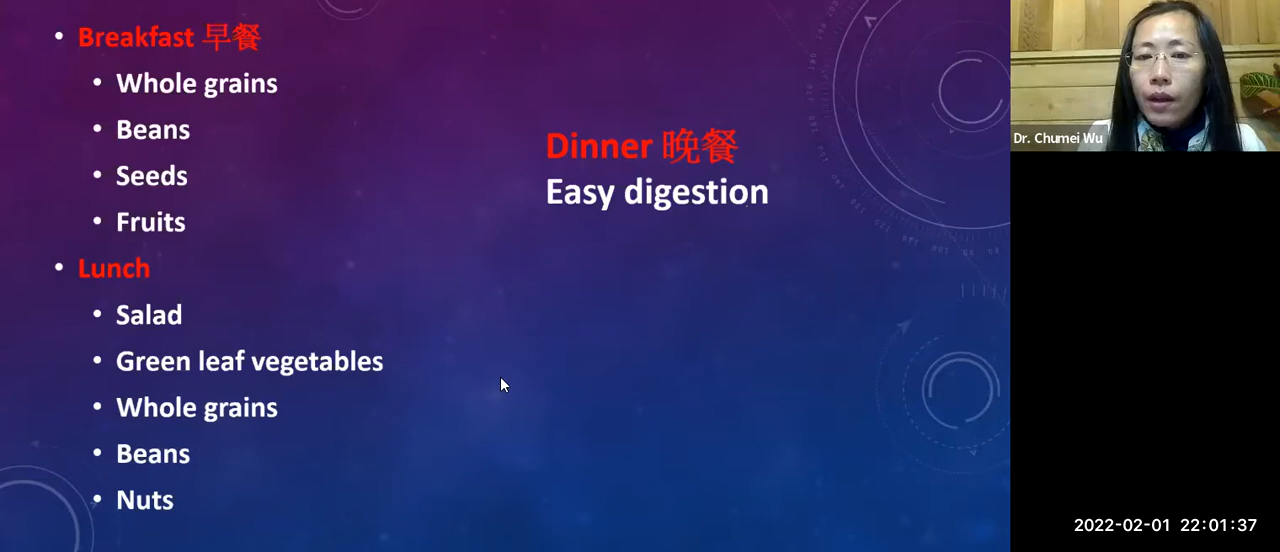 Breakfast 早餐
Whole grains
Beans
Seeds
Fruits
Lunch
Salad
Green leaf vegetables
Whole grains
Beans
Nuts
Dinner 晚餐
Easy digestion
Dr. Chumei Wu
2022-02-01 22:01:37